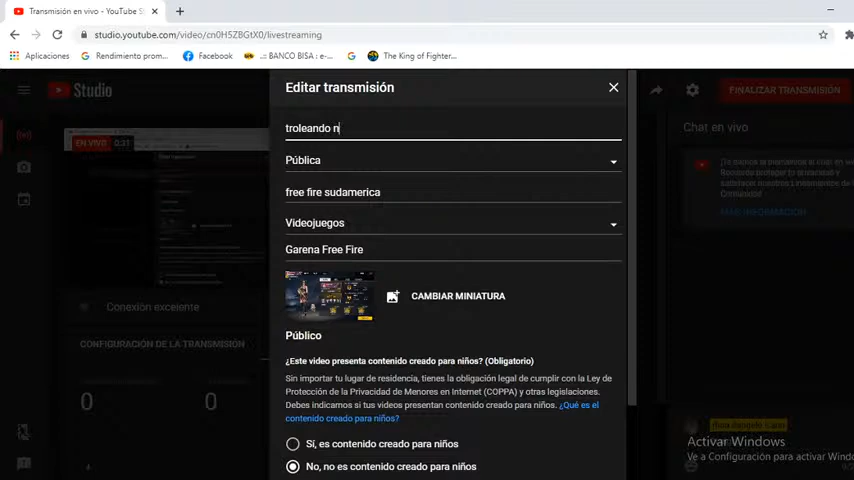 Transmisión en vivo - YouTube S
studio.youtube.com/video/cn0H5ZBGtX0/livestreaming
Aplicaciones
Rendimiento prom...
Facebook
.:: BANCO BISA : e-...
The King of Fighter...
Studio
FINALIZAR TRANSMISIÓN
Editar transmisión
troleando n
Pública
free fire sudamerica
Videojuegos
Garena Free Fire
CAMBIAR MINIATURA
Público
¿Este video presenta contenido creado para niños? (Obligatorio)
Sin importar tu lugar de residencia, tienes la obligación legal de cumplir con la Ley de
Protección de la Privacidad de Menores en Internet (COPPA) y otras legislaciones.
Debes indicarnos si tus videos presentan contenido creado para niños. ¿Qué es el
contenido creado para niños?
Sí, es contenido creado para niños
No, no es contenido creado para niños
EN VIVO 0:31
Conexión excelente
CONFIGURACIÓN DE LA TRANSMISIÓN
0
0
Chat en vivo
MÁS INFORMACIÓN
Activar Windows
Ve a Configuración para activar Windo